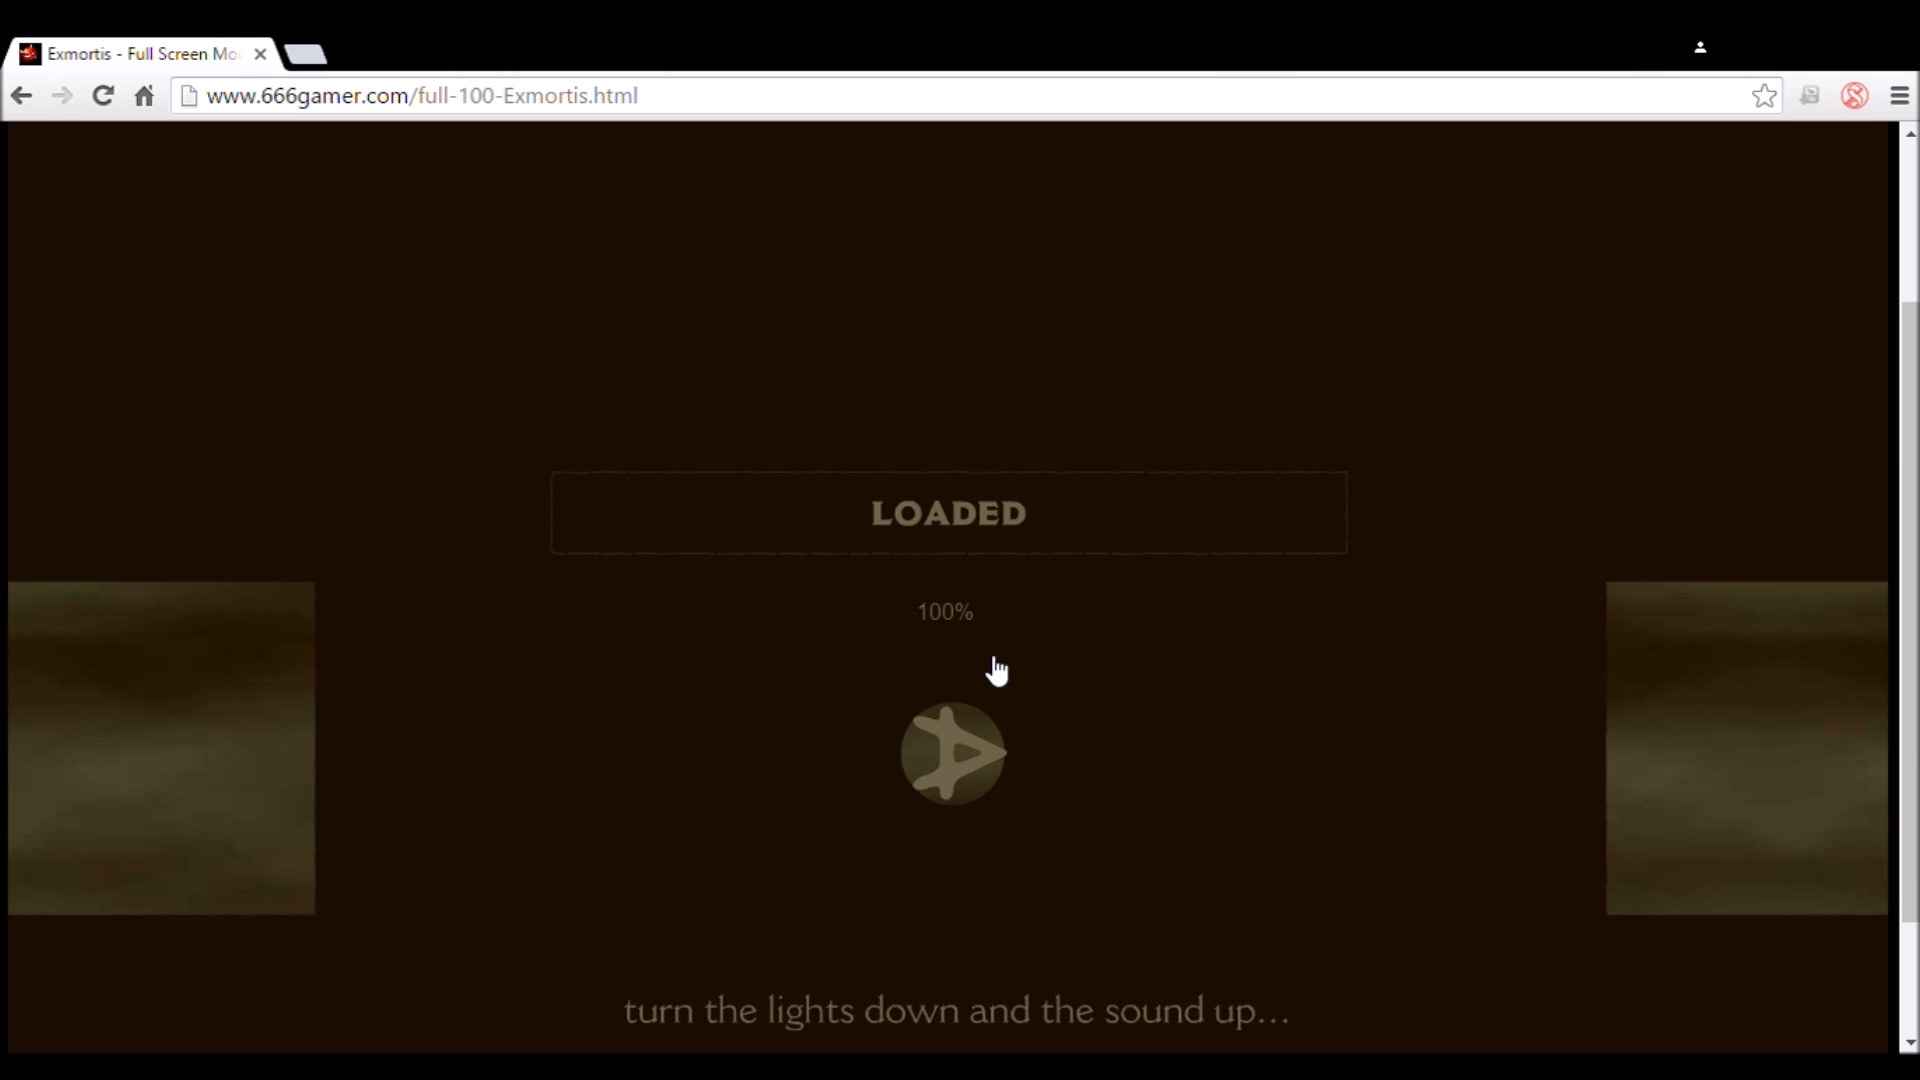 Exmortis - Full Screen Mo
www.666gamer.com/full-100-Exmortis.html
LOADED
100%
turn the lights down and the sound up...